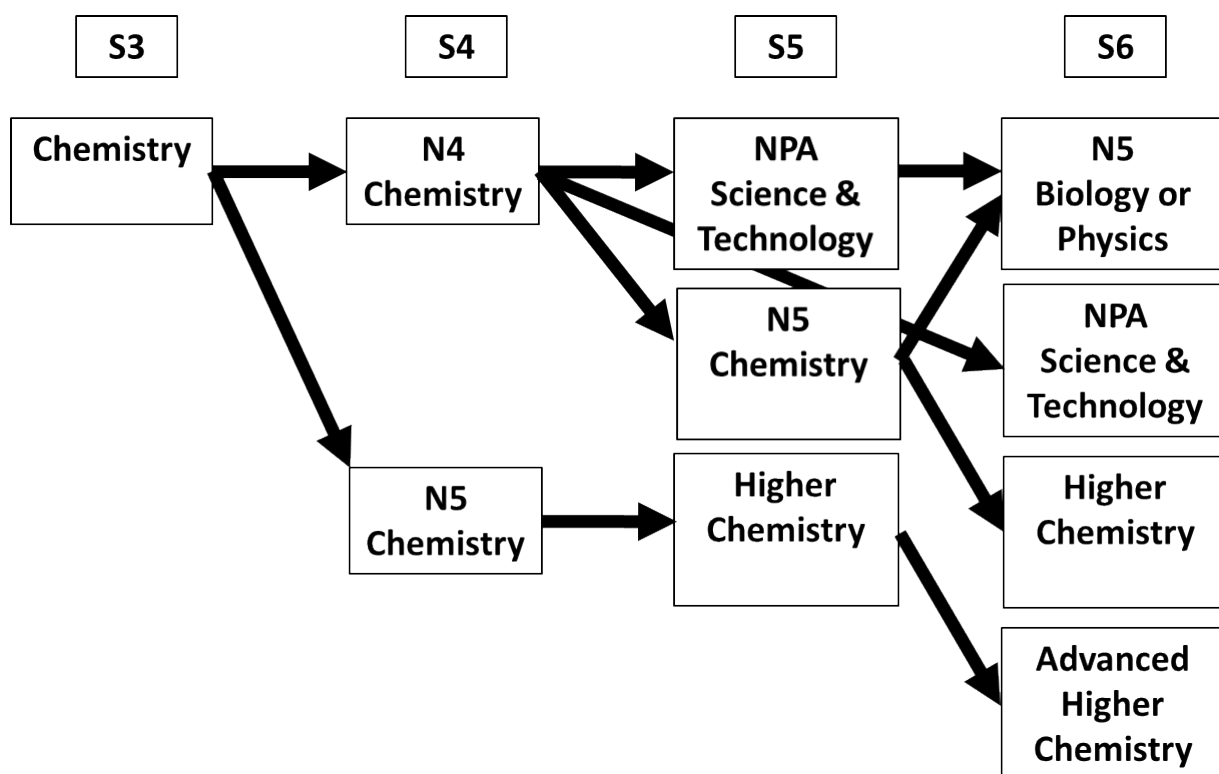 S3
S4
S5
S6
Chemistry
N4
Chemistry
NPA
Science &
Technology
N5
Biology or
Physics
N5
Chemistry
NPA
Science &
Technology
N5
Chemistry
Higher
Chemistry
Higher
Chemistry
Advanced
Higher
Chemistry